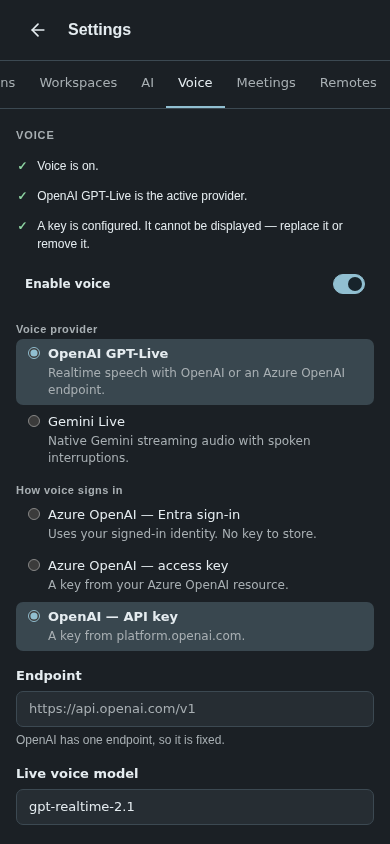 Settings
ns Workspaces AI Voice Meetings Remotes
VOICE
✓ Voice is on.
✓ OpenAI GPT-Live is the active provider.
✓ A key is configured. It cannot be displayed — replace it or
remove it.
Enable voice
Voice provider
OpenAI GPT-Live
Realtime speech with OpenAI or an Azure OpenAI
endpoint.
Gemini Live
Native Gemini streaming audio with spoken
interruptions.
How voice signs in
Azure OpenAI — Entra sign-in
Uses your signed-in identity. No key to store.
Azure OpenAI — access key
A key from your Azure OpenAI resource.
OpenAI — API key
A key from platform.openai.com.
Endpoint
https://api.openai.com/v1
OpenAI has one endpoint, so it is fixed.
Live voice model
gpt-realtime-2.1